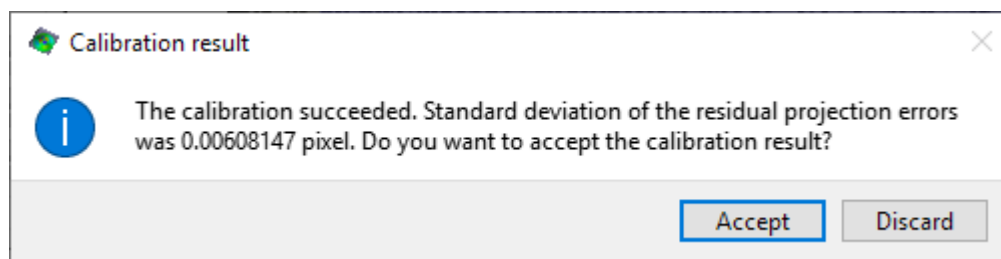 Calibration result
The calibration succeeded. Standard deviation of the residual projection errors
was 0.00608147 pixel. Do you want to accept the calibration result?
Accept Discard